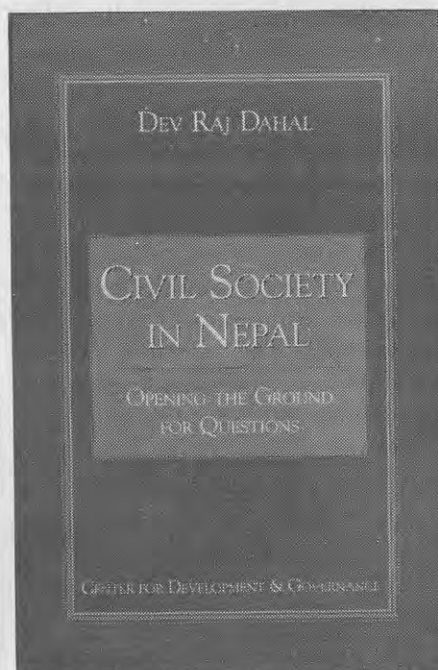 DEV RAJ DAHAL
CIVIL SOCIETY
IN NEPAL
OPENING THE GROUND
FOR QUESTIONS
CENTER FOR DEVELOPMENT & GOVERNANCE